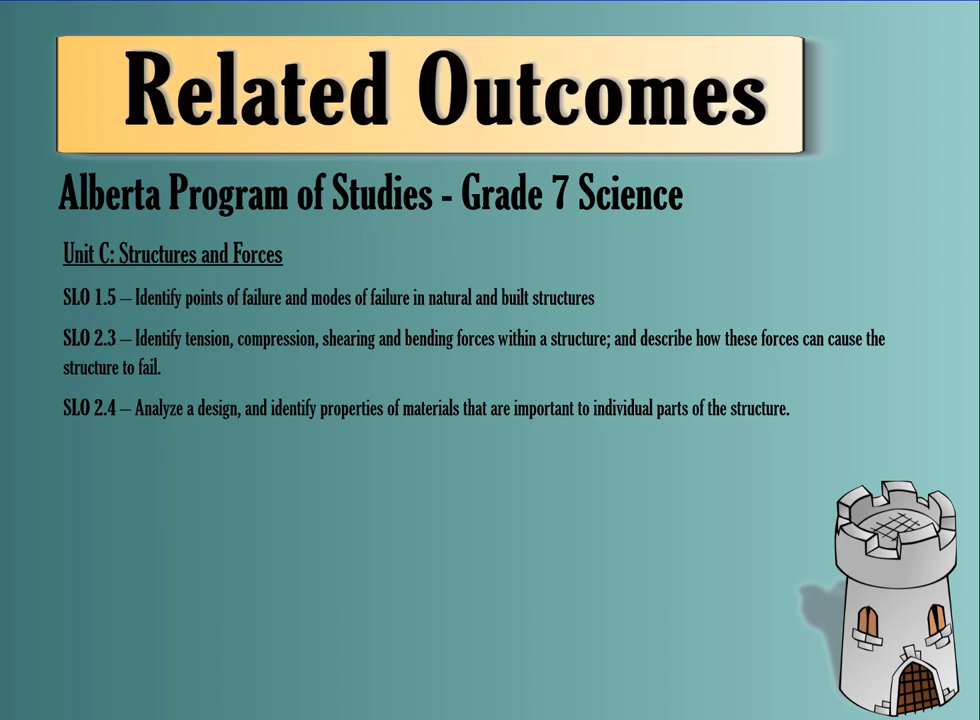 Related Outcomes
Alberta Program of Studies - Grade 7 Science
Unit C: Structures and Forces
SLO 1.5 – Identify points of failure and modes of failure in natural and built structures
SLO 2.3 – Identify tension, compression, shearing and bending forces within a structure; and describe how these forces can cause the
structure to fail.
SLO 2.4 – Analyze a design, and identify properties of materials that are important to individual parts of the structure.